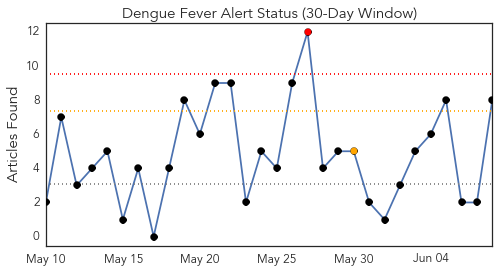 Dengue Fever Alert Status (30-Day Window)
Articles Found
12
10
8
6
4
2
0
May 10 May 15 May 20 May 25 May 30 Jun 04